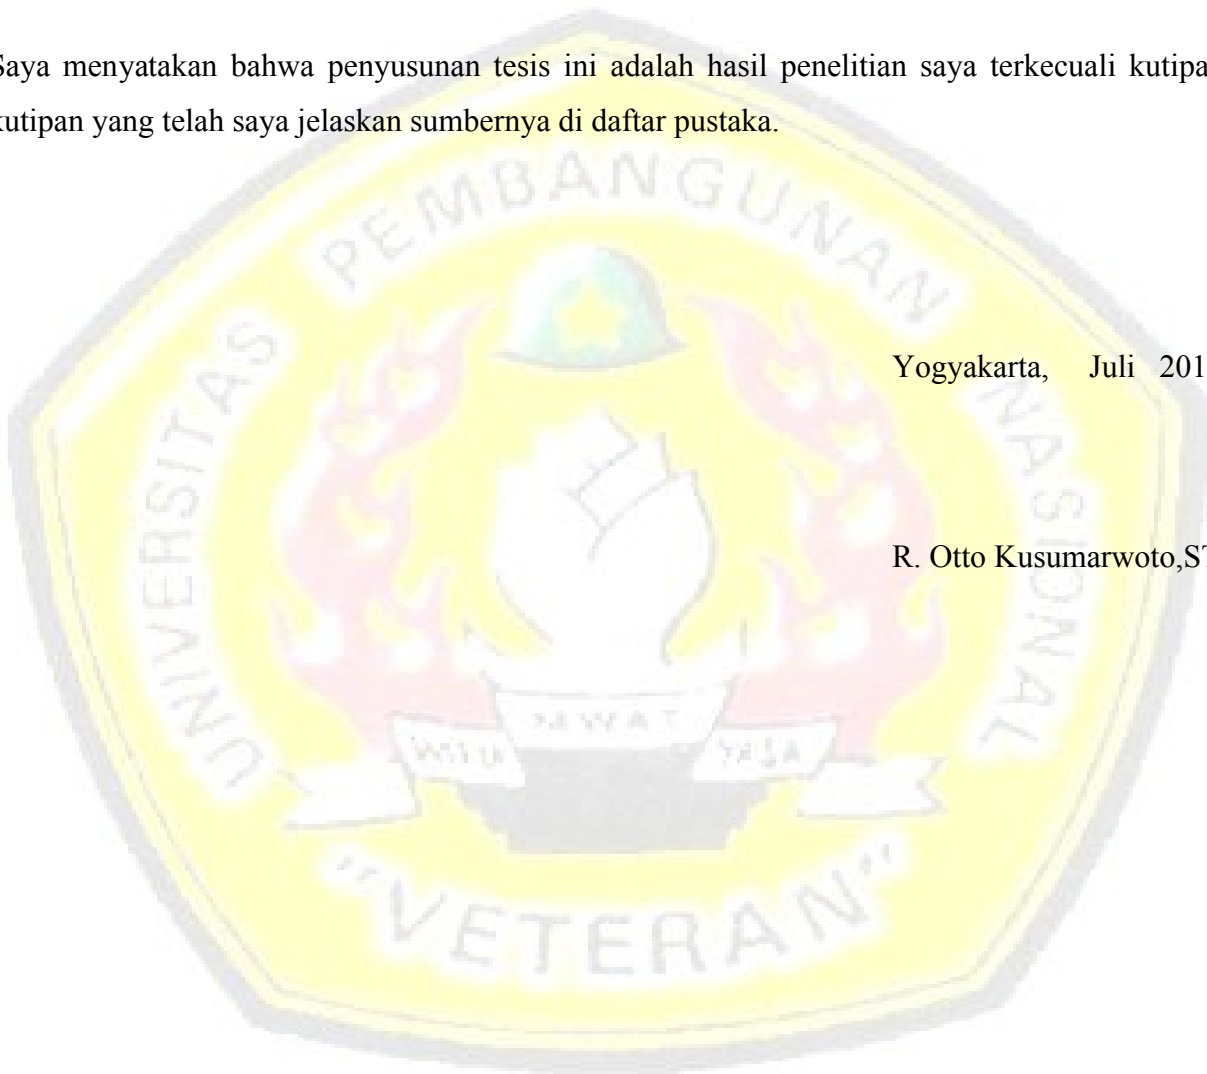 Saya menyatakan bahwa penyusunan tesis ini adalah hasil penelitian saya terkecuali kutipa
kutipan yang telah saya jelaskan sumbernya di daftar pustaka.
UNIVERSITAS PEMBANGUNAN NASIONAL
Yogyakarta, Juli 201
R. Otto Kusumarwoto,ST
"VETERAN"